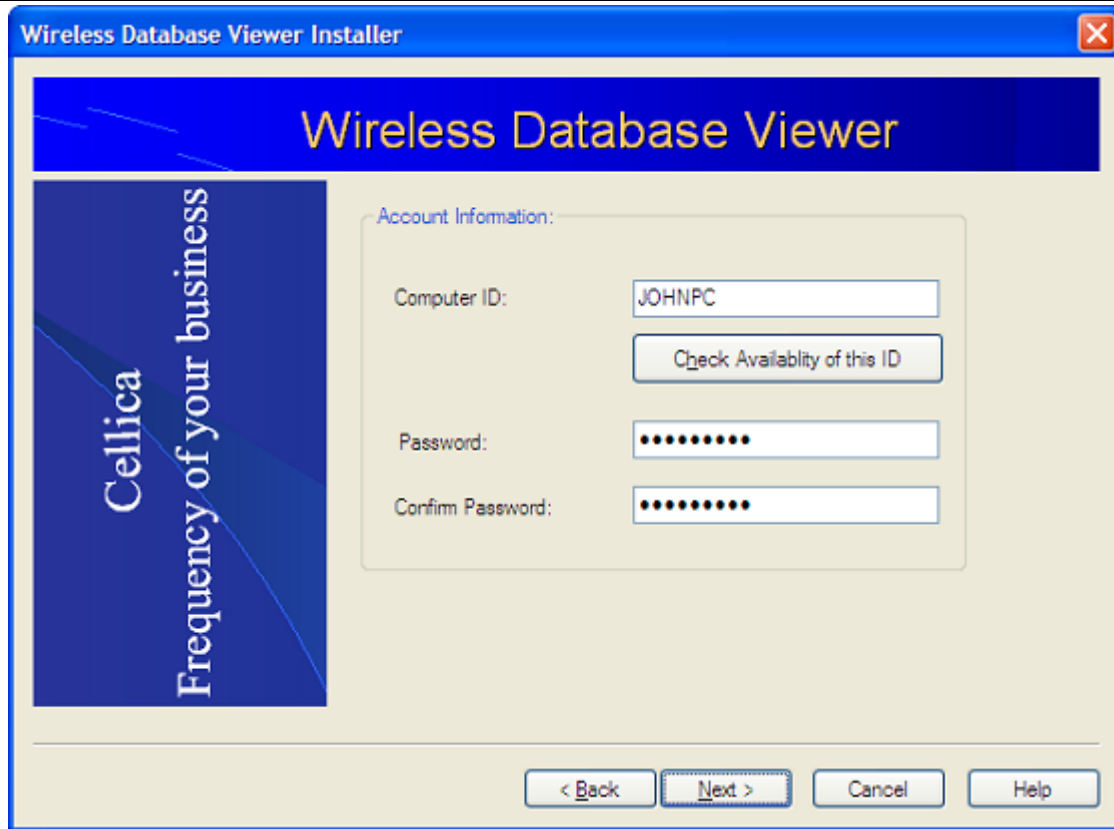 Wireless Database Viewer Installer
Wireless Database Viewer
Cellica
Frequency of your business
Account Information:
Computer ID:
JOHNPC
Check Availablity of this ID
Password:
•••••••••
Confirm Password:
•••••••••
< Back
Next >
Cancel
Help